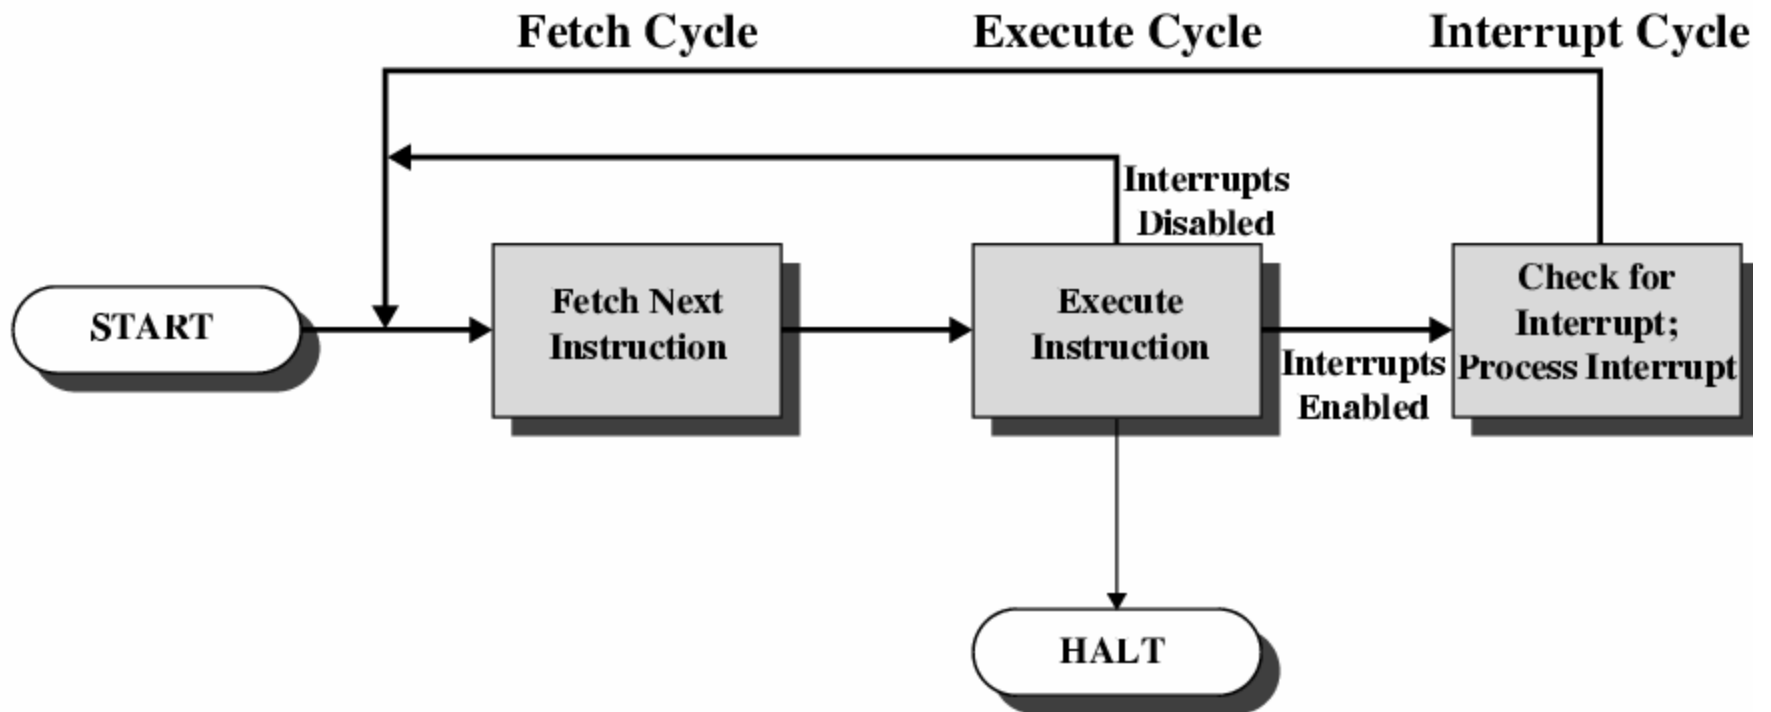 Fetch Cycle
Execute Cycle
Interrupt Cycle
Interrupts
Disabled
START
Fetch Next
Instruction
Execute
Instruction
Interrupts
Enabled
Check for
Interrupt;
Process Interrupt
HALT